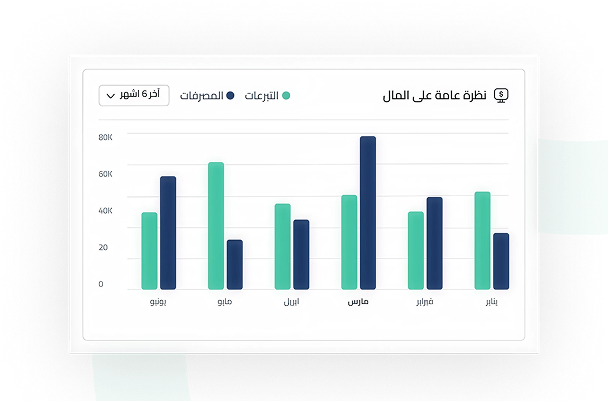 نظرة عامة على المال
التبرعات
المصرفات
آخر 6 اشهر
80K
60K
40K
20
0
يناير
فبراير
مارس
ابريل
مايو
يونيو